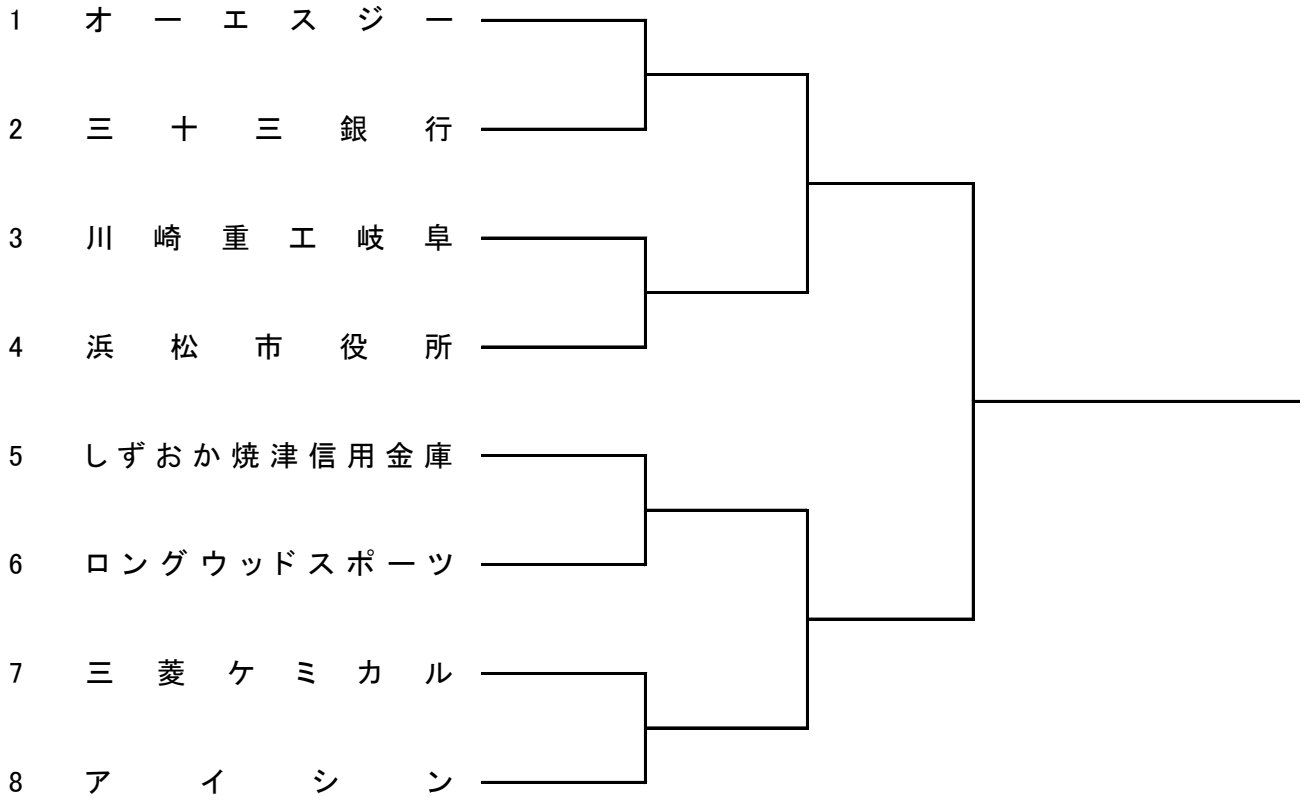 1 オーエスジー
2 三十三銀行
3 川崎重工岐阜
4 浜松市役所
5 しずおか焼津信用金庫
6 ロングウッドスポーツ
7 三菱ケミカル
8 アイシン